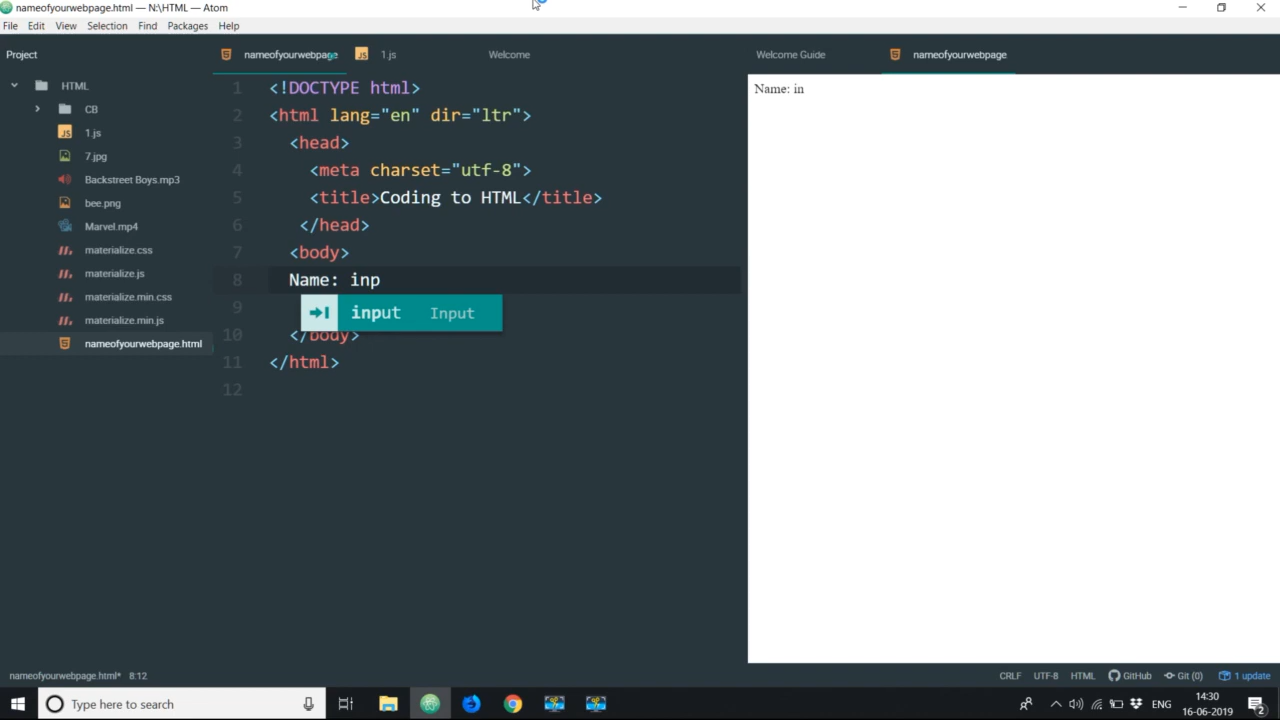 nameofyourwebpage.html — N:\HTML — Atom
File Edit View Selection Find Packages Help
Project
nameofyourwebpage
1.js
Welcome
Welcome Guide
nameofyourwebpage
HTML
CB
1.js
7.jpg
Backstreet Boys.mp3
bee.png
Marvel.mp4
materialize.css
materialize.js
materialize.min.css
materialize.min.js
nameofyourwebpage.html
1 <!DOCTYPE html>
2 <html lang="en" dir="ltr">
3 <head>
4 <meta charset="utf-8">
5 <title>Coding to HTML</title>
6 </head>
7 <body>
8 Name: inp
input Input
9
10 </body>
11 </html>
12
Name: in
nameofyourwebpage.html* 8:12
CRLF UTF-8 HTML GitHub Git (0) 1 update
Type here to search
ENG
14:30
16-06-2019
2